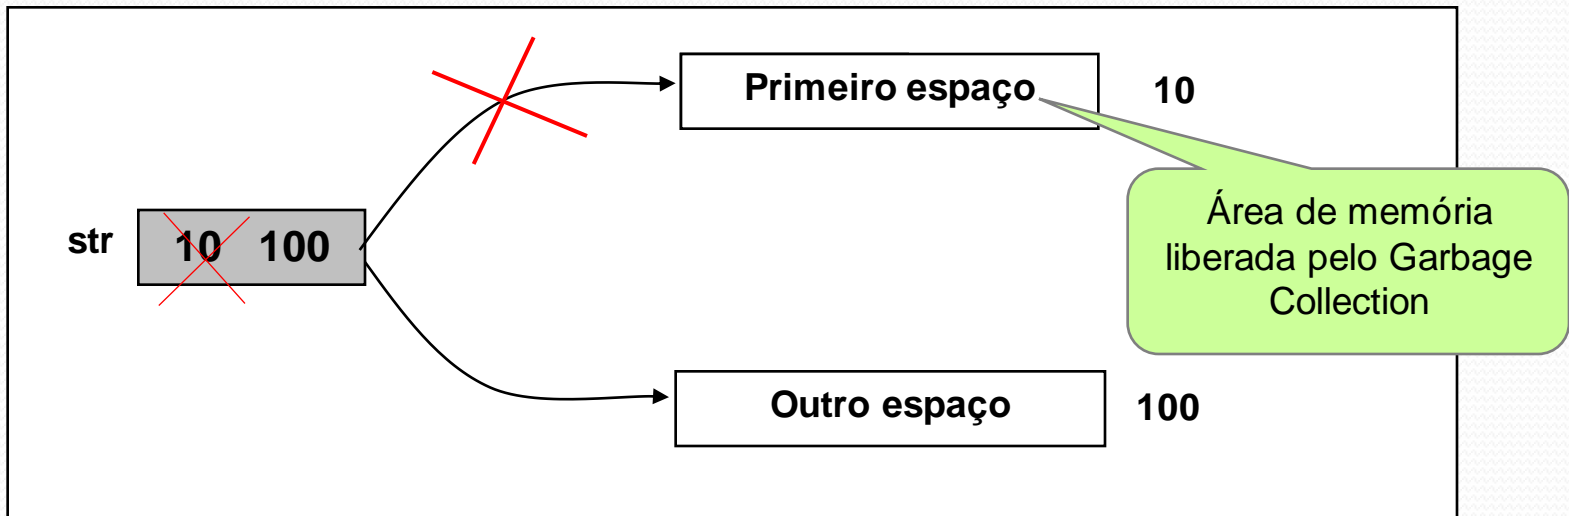 Primeiro espaço 10
Área de memória
liberada pelo Garbage
Collection
str 10 100
Outro espaço 100